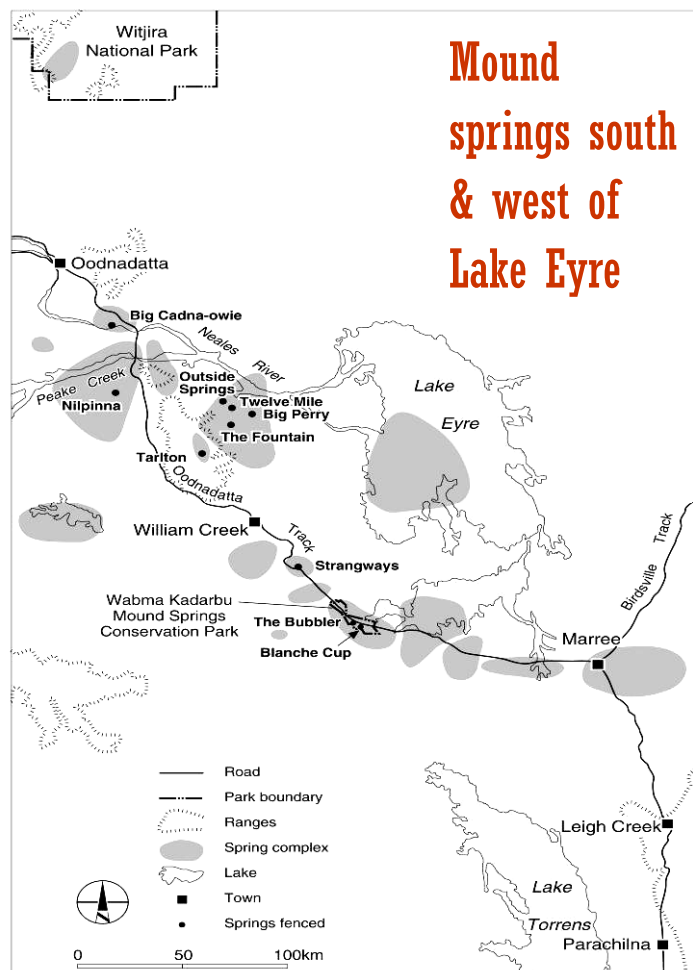 Witjira
National Park
Mound
springs south
& west of
Lake Eyre
Oodnadatta
Big Cadna-owie
Neales
River
Peake Creek
Nilpinna
Outside
Springs
Twelve Mile
Big Perry
The Fountain
Tarlton
Lake
Eyre
Oodnadatta
Track
William Creek
Strangways
Birdsville Track
Wabma Kadarbu
Mound Springs
Conservation Park
The Bubbler
Blanche Cup
Marree
Leigh Creek
Lake
Torrens
Parachilna
Road
Park boundary
Ranges
Spring complex
Lake
Town
Springs fenced
0 50 100km